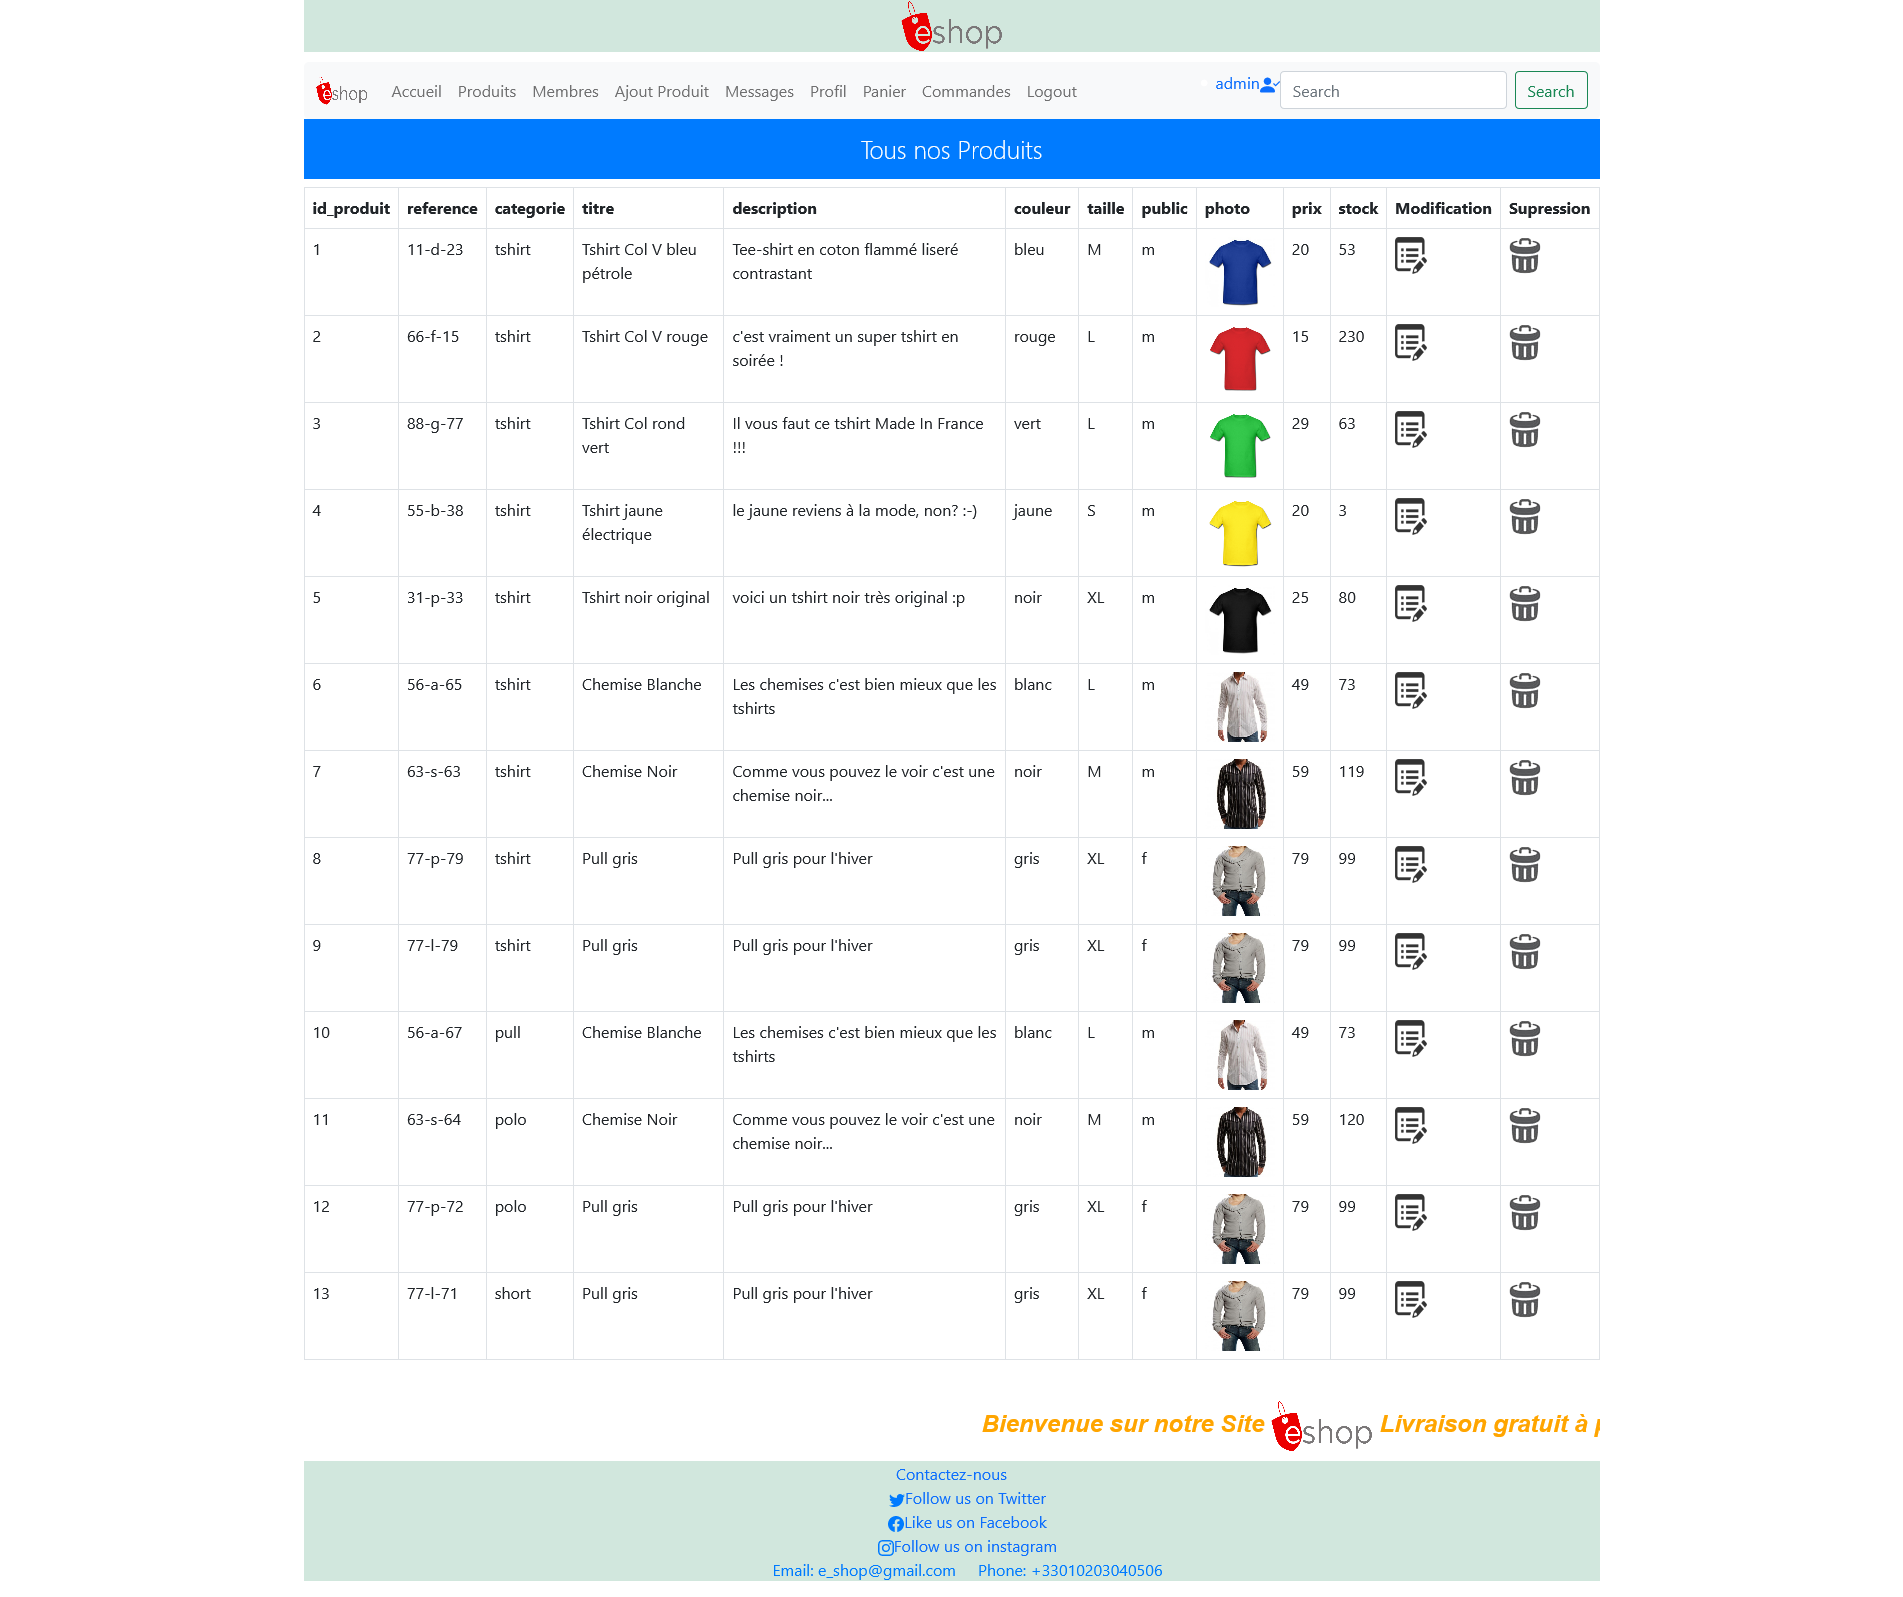 eshop
eshop Accueil Produits Membres Ajout Produit Messages Profil Panier Commandes Logout admin Search Search
Tous nos Produits
id_produit reference categorie titre description couleur taille public photo prix stock Modification Supression
1 11-d-23 tshirt Tshirt Col V bleu Tee-shirt en coton flammé liseré bleu M m 20 53
pétrole contrastant
2 66-f-15 tshirt Tshirt Col V rouge c'est vraiment un super tshirt en rouge L m 15 230
soirée !
3 88-g-77 tshirt Tshirt Col rond Il vous faut ce tshirt Made In France vert L m 29 63
vert !!!
4 55-b-38 tshirt Tshirt jaune le jaune reviens à la mode, non? :-) jaune S m 20 3
électrique
5 31-p-33 tshirt Tshirt noir original voici un tshirt noir très original :p noir XL m 25 80
6 56-a-65 tshirt Chemise Blanche Les chemises c'est bien mieux que les blanc L m 49 73
tshirts
7 63-s-63 tshirt Chemise Noir Comme vous pouvez le voir c'est une noir M m 59 119
chemise noir...
8 77-p-79 tshirt Pull gris Pull gris pour l'hiver gris XL f 79 99
9 77-l-79 tshirt Pull gris Pull gris pour l'hiver gris XL f 79 99
10 56-a-67 pull Chemise Blanche Les chemises c'est bien mieux que les blanc L m 49 73
tshirts
11 63-s-64 polo Chemise Noir Comme vous pouvez le voir c'est une noir M m 59 120
chemise noir...
12 77-p-72 polo Pull gris Pull gris pour l'hiver gris XL f 79 99
13 77-l-71 short Pull gris Pull gris pour l'hiver gris XL f 79 99
Bienvenue sur notre Site eshop Livraison gratuit à
Contactez-nous
Follow us on Twitter
Like us on Facebook
Follow us on instagram
Email: e_shop@gmail.com Phone: +33010203040506